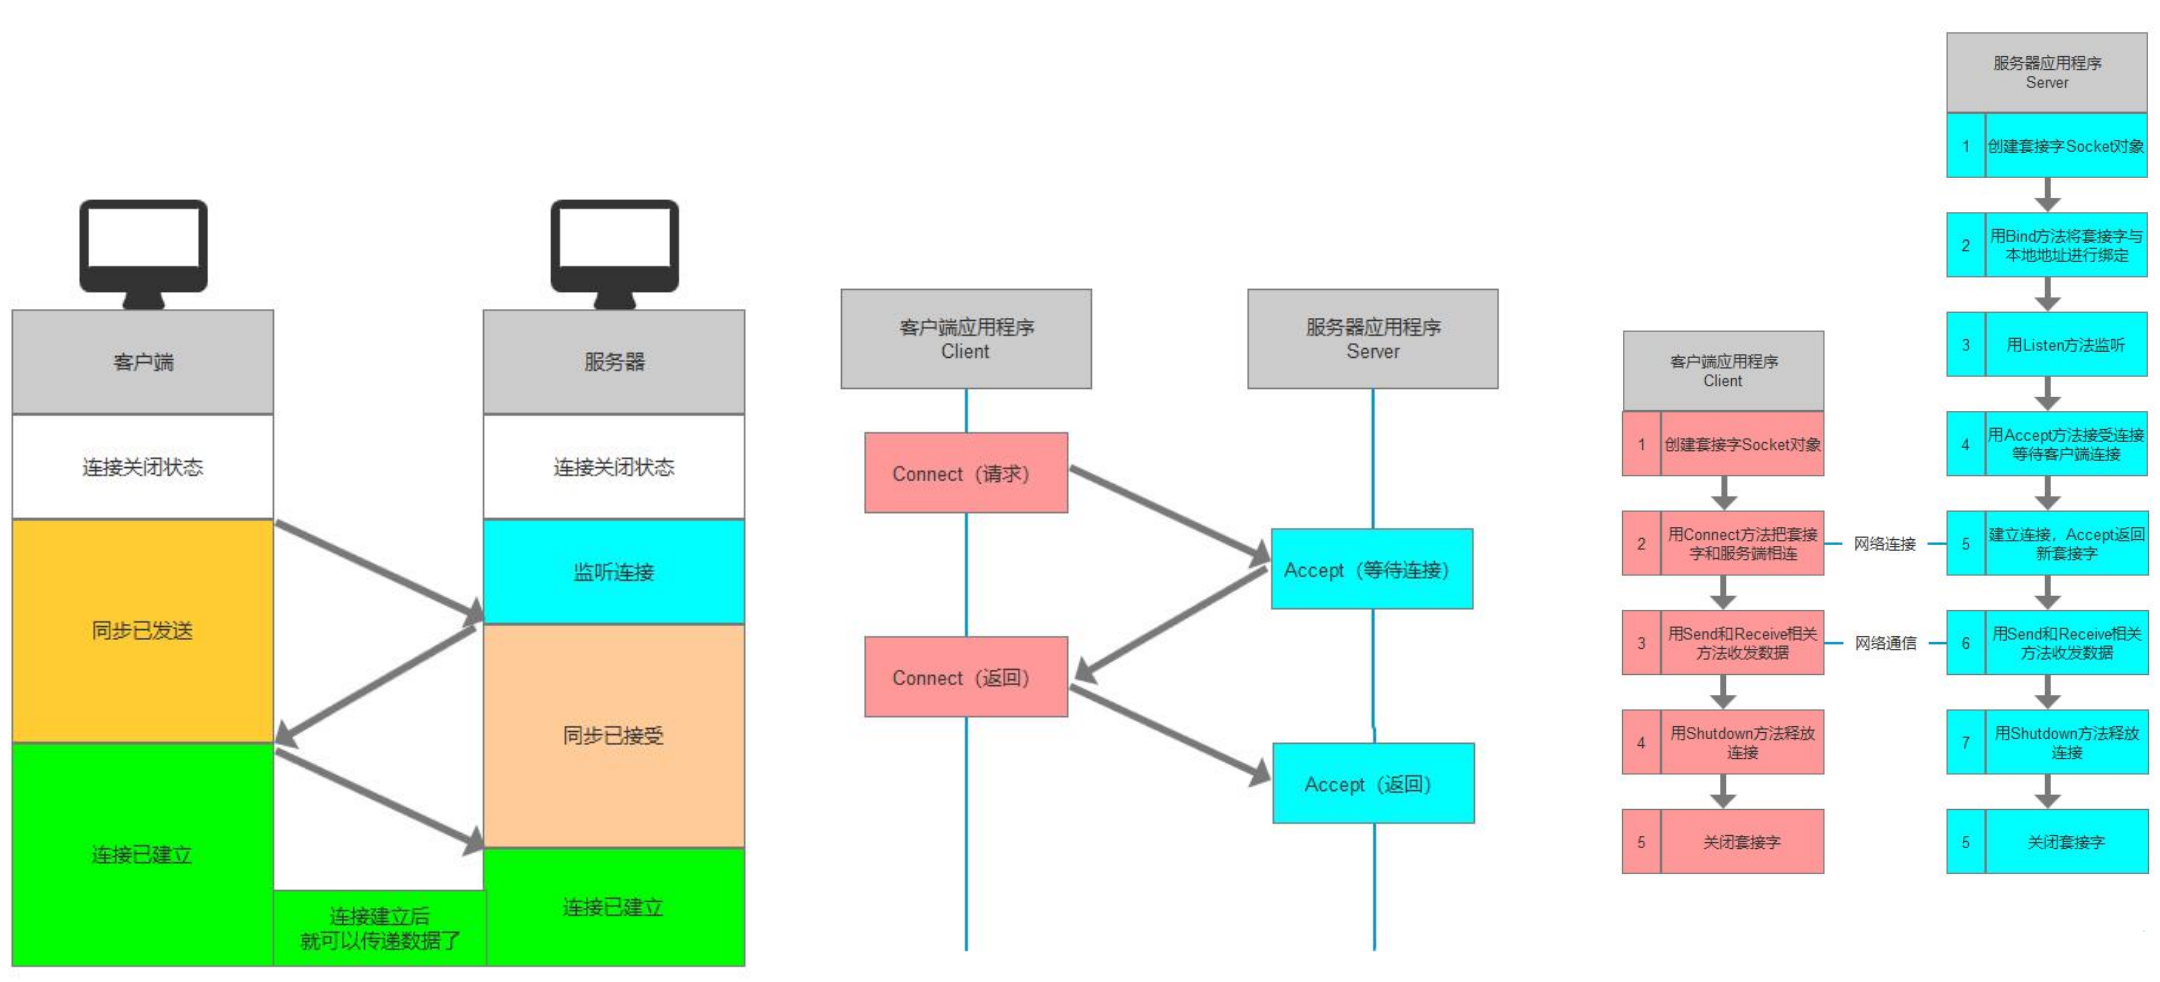 客户端
连接关闭状态
同步已发送
连接已建立
服务器
连接关闭状态
监听连接
同步已接受
连接已建立
连接建立后
就可以传递数据了
客户端应用程序
Client
Connect（请求）
Connect（返回）
服务器应用程序
Server
Accept（等待连接）
Accept（返回）
客户端应用程序
Client
1
创建套接字Socket对象
2
用Connect方法把套接
字和服务端相连
3
用Send和Receive相关
方法收发数据
4
用Shutdown方法释放
连接
5
关闭套接字
网络连接
网络通信
服务器应用程序
Server
1
创建套接字Socket对象
2
用Bind方法将套接字与
本地地址进行绑定
3
用Listen方法监听
4
用Accept方法接受连接
等待客户端连接
5
建立连接，Accept返回
新套接字
6
用Send和Receive相关
方法收发数据
7
用Shutdown方法释放
连接
5
关闭套接字